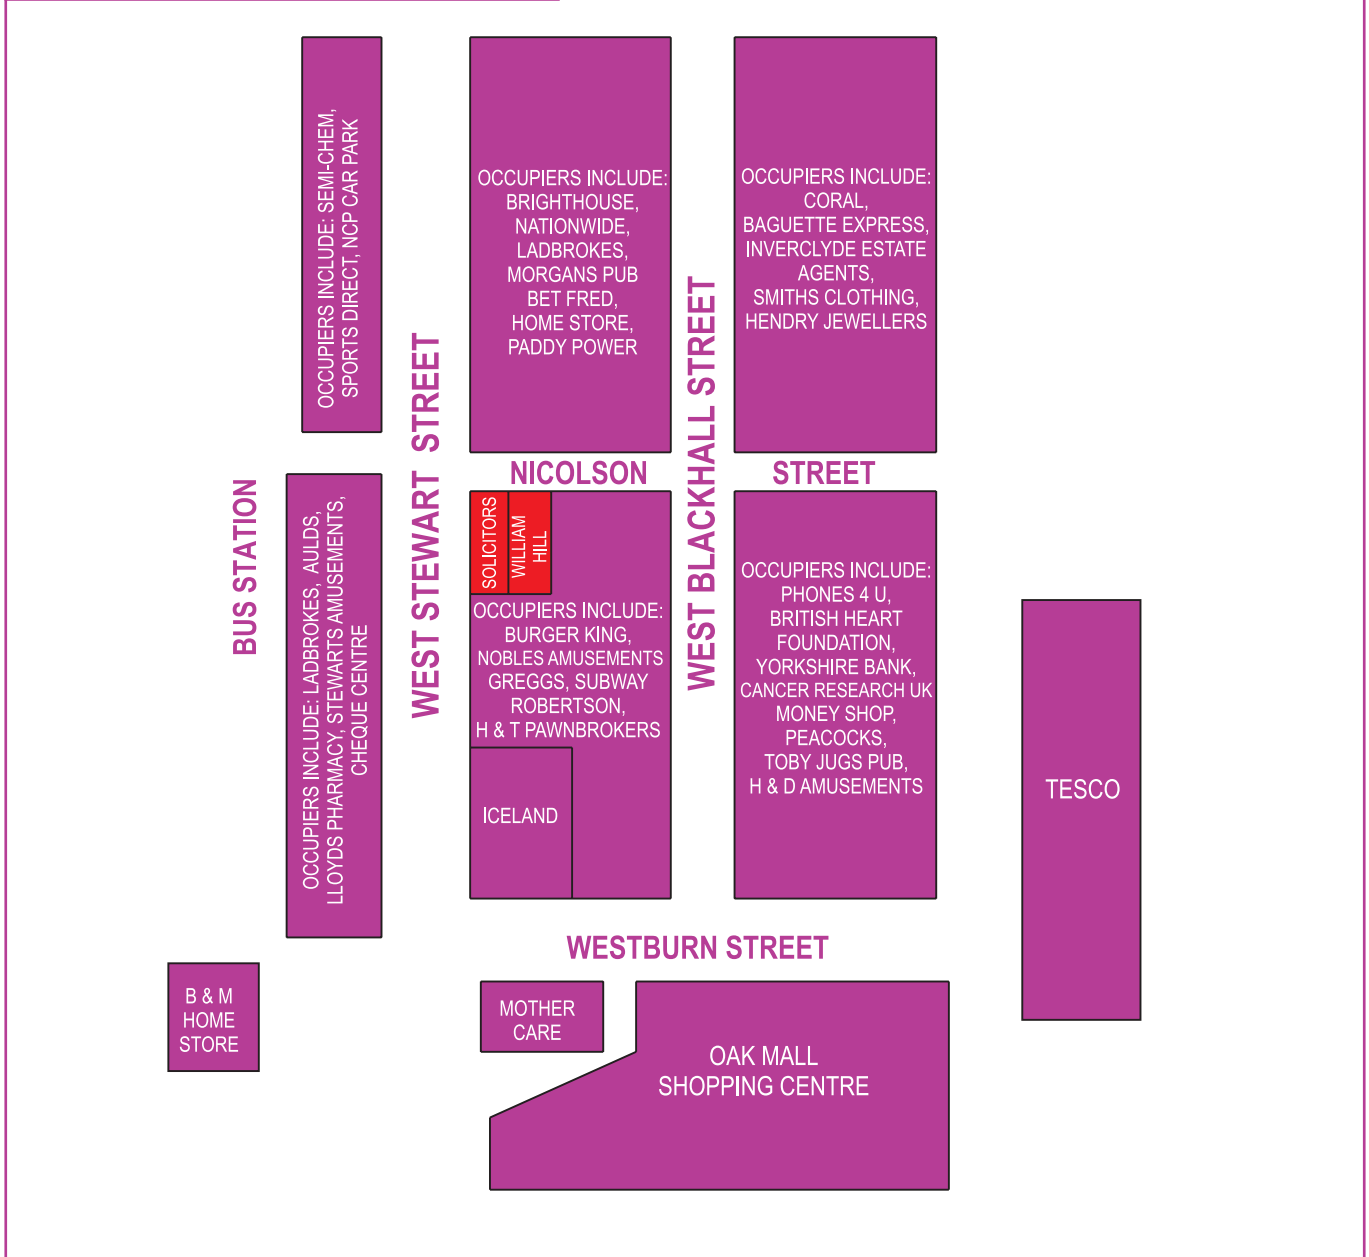 OCCUPIERS INCLUDE: SEMI-CHEM,
SPORTS DIRECT, NCP CAR PARK
OCCUPIERS INCLUDE:
BRIGHTHOUSE,
NATIONWIDE,
LADBROKES,
MORGANS PUB
BET FRED,
HOME STORE,
PADDY POWER
OCCUPIERS INCLUDE:
CORAL,
BAGUETTE EXPRESS,
INVERCLYDE ESTATE
AGENTS,
SMITHS CLOTHING,
HENDRY JEWELLERS
WEST STEWART STREET
WEST BLACKHALL STREET
NICOLSON STREET
BUS STATION
OCCUPIERS INCLUDE: LADBROKES, AULDS,
LLOYDS PHARMACY, STEWARTS AMUSEMENTS,
CHEQUE CENTRE
SOLICITORS
WILLIAM
HILL
OCCUPIERS INCLUDE:
BURGER KING,
NOBLES AMUSEMENTS
GREGGS, SUBWAY
ROBERTSON,
H & T PAWNBROKERS
ICELAND
OCCUPIERS INCLUDE:
PHONES 4 U,
BRITISH HEART
FOUNDATION,
YORKSHIRE BANK,
CANCER RESEARCH UK
MONEY SHOP,
PEACOCKS,
TOBY JUGS PUB,
H & D AMUSEMENTS
TESCO
WESTBURN STREET
B & M
HOME
STORE
MOTHER
CARE
OAK MALL
SHOPPING CENTRE